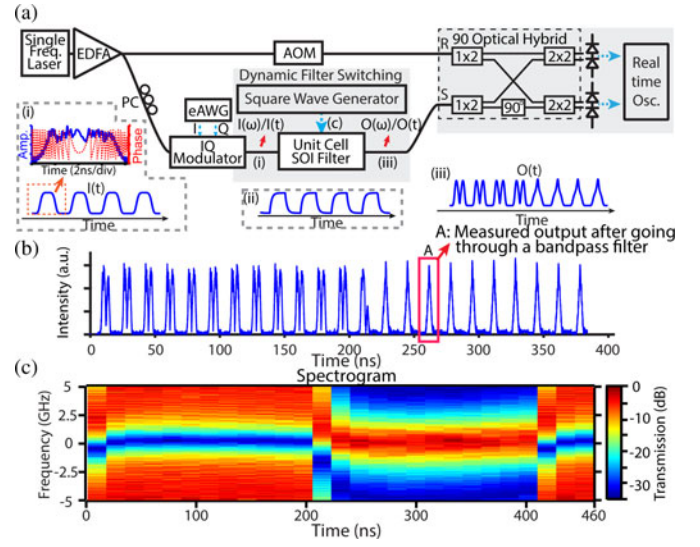 (a)
Single
Freq.
Laser
EDFA
AOM
R
90 Optical Hybrid
1x2
2x2
S
1x2
90°
2x2
Real
time
Osc.
PC
Dynamic Filter Switching
Square Wave Generator
eAWG
I
Q
IQ
Modulator
I(ω)/I(t)
(i)
(c)
Unit Cell
SOI Filter
O(ω)/O(t)
(iii)
(i)
Amp.
Phase
Time (2ns/div)
I(t)
Time
(ii)
Time
(iii)
O(t)
Time
A: Measured output after going
through a bandpass filter
(b)
Intensity (a.u.)
A
0
50
100
150
200
250
300
350
400
Time (ns)
(c)
Spectrogram
Frequency (GHz)
5
2.5
0
-2.5
-5
0
100
200
300
400
460
Time (ns)
0
-10
-20
-30
Transmission (dB)